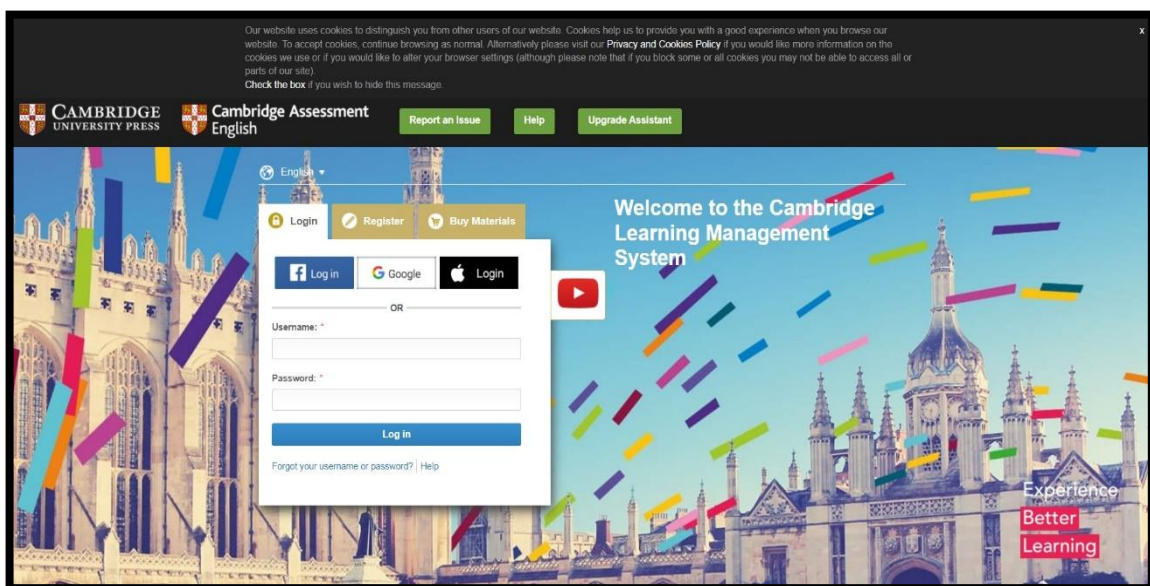 Our website uses cookies to distinguish you from other users of our website. Cookies help us to provide you with a good experience when you browse our
website. To accept cookies, continue browsing as normal. Alternatively please visit our Privacy and Cookies Policy if you would like more information on the
cookies we use or if you would like to alter your browser settings (although please note that if you block some or all cookies you may not be able to access all or
parts of our site).
Check the box if you wish to hide this message.
x
CAMBRIDGE
UNIVERSITY PRESS
Cambridge Assessment
English
Report an Issue
Help
Upgrade Assistant
English
Login
Register
Buy Materials
Welcome to the Cambridge
Learning Management
System
f Log in
G Google
Login
OR
Username: *
Password: *
Log in
Forgot your username or password? | Help
Experience
Better
Learning